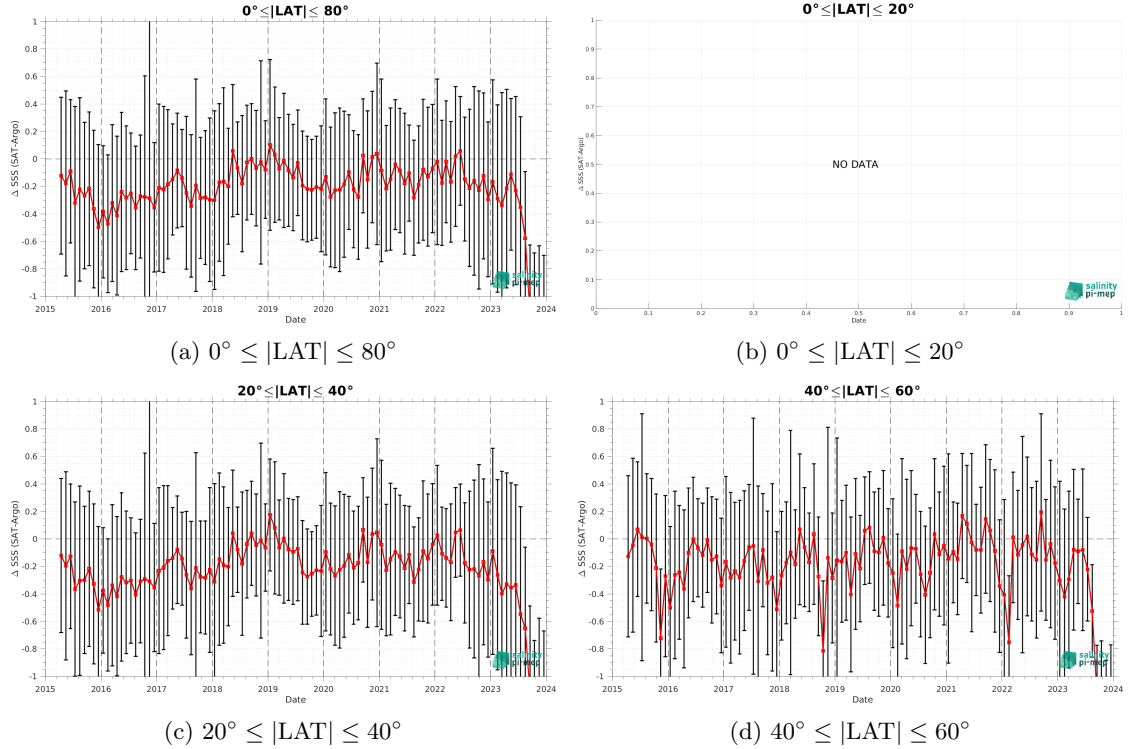 0°≤|LAT|≤ 80°
Δ SSS (SAT-Argo)
1
0.8
0.6
0.4
0.2
0
-0.2
-0.4
-0.6
-0.8
-1
2015 2016 2017 2018 2019 2020 2021 2022 2023 2024
Date
salinity
pi-mep
(a) 0° ≤ |LAT| ≤ 80°
0°≤|LAT|≤ 20°
Δ SSS (SAT-Argo)
1
0.9
0.8
0.7
0.6
0.5
0.4
0.3
0.2
0.1
0
NO DATA
0 0.1 0.2 0.3 0.4 0.5 0.6 0.7 0.8 0.9 1
Date
salinity
pi-mep
(b) 0° ≤ |LAT| ≤ 20°
20°≤|LAT|≤ 40°
Δ SSS (SAT-Argo)
1
0.8
0.6
0.4
0.2
0
-0.2
-0.4
-0.6
-0.8
-1
2015 2016 2017 2018 2019 2020 2021 2022 2023 2024
Date
salinity
pi-mep
(c) 20° ≤ |LAT| ≤ 40°
40°≤|LAT|≤ 60°
Δ SSS (SAT-Argo)
1
0.8
0.6
0.4
0.2
0
-0.2
-0.4
-0.6
-0.8
-1
2015 2016 2017 2018 2019 2020 2021 2022 2023 2024
Date
salinity
pi-mep
(d) 40° ≤ |LAT| ≤ 60°